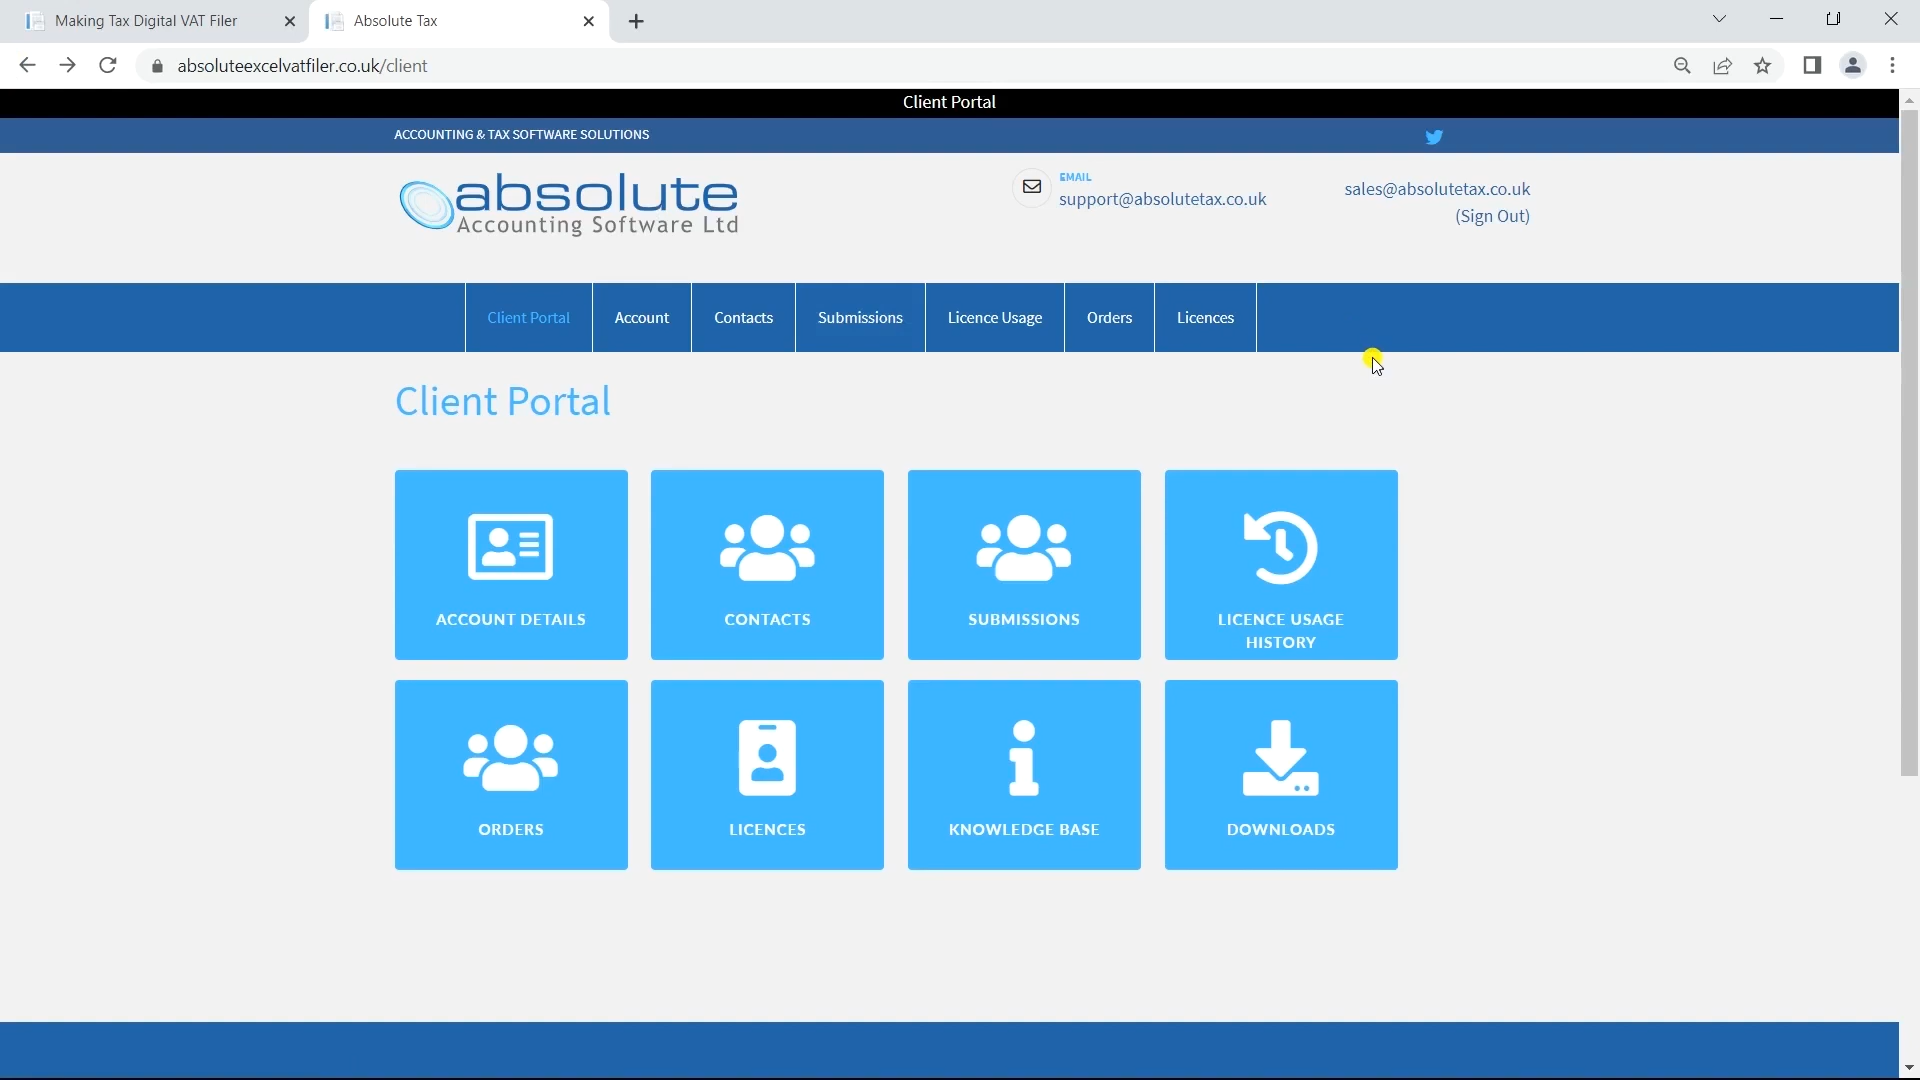 Making Tax Digital VAT Filer
Absolute Tax
absoluteexcelvatfiler.co.uk/client
Client Portal
ACCOUNTING & TAX SOFTWARE SOLUTIONS
absolute
Accounting Software Ltd
EMAIL
support@absolutetax.co.uk
sales@absolutetax.co.uk
(Sign Out)
Client Portal
Account
Contacts
Submissions
Licence Usage
Orders
Licences
Client Portal
ACCOUNT DETAILS
CONTACTS
SUBMISSIONS
LICENCE USAGE
HISTORY
ORDERS
LICENCES
KNOWLEDGE BASE
DOWNLOADS